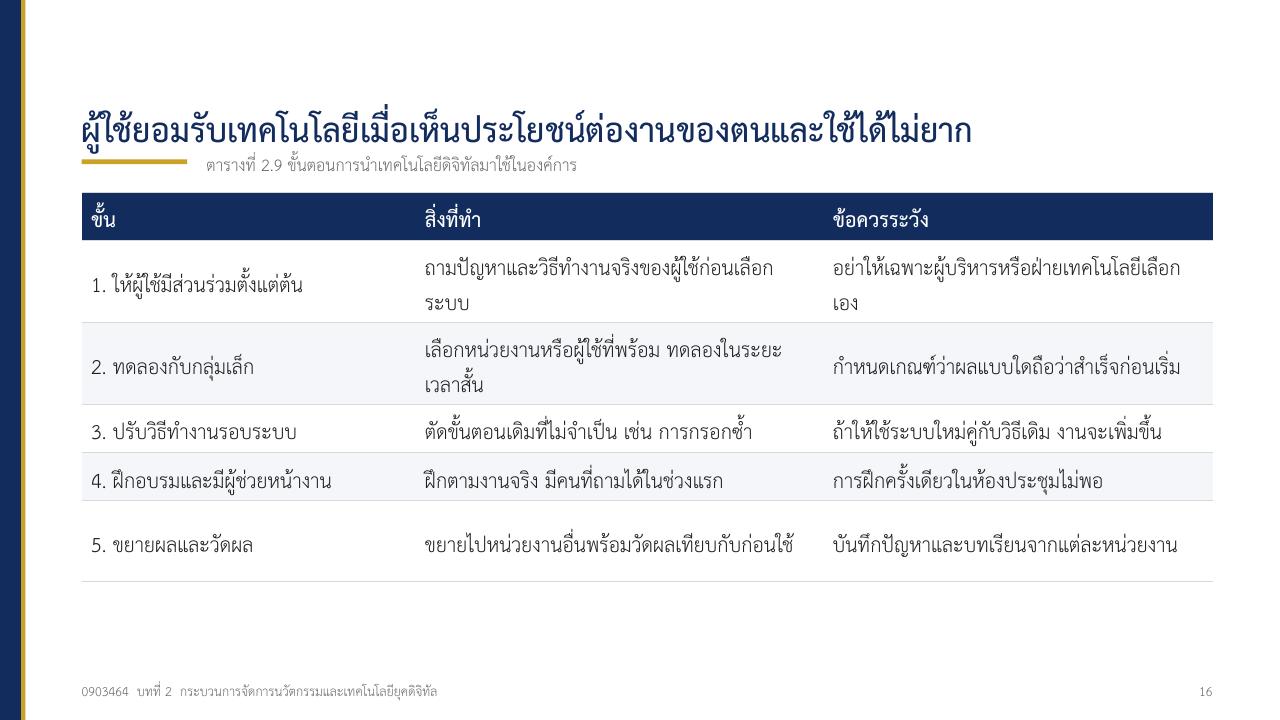 ผู้ใช้ยอมรับเทคโนโลยีเมื่อเห็นประโยชน์ต่องานของตนและใช้ได้ไม่ยาก
ตารางที่ 2.9 ขั้นตอนการนำเทคโนโลยีดิจิทัลมาใช้ในองค์การ
ขั้น สิ่งที่ทำ ข้อควรระวัง
1. ให้ผู้ใช้มีส่วนร่วมตั้งแต่ต้น
ถามปัญหาและวิธีทำงานจริงของผู้ใช้ก่อนเลือก
ระบบ
อย่าให้เฉพาะผู้บริหารหรือฝ่ายเทคโนโลยีเลือก
เอง
2. ทดลองกับกลุ่มเล็ก
เลือกหน่วยงานหรือผู้ใช้ที่พร้อม ทดลองในระยะ
เวลาสั้น
กำหนดเกณฑ์ว่าผลแบบใดถือว่าสำเร็จก่อนเริ่ม
3. ปรับวิธีทำงานรอบระบบ
ตัดขั้นตอนเดิมที่ไม่จำเป็น เช่น การกรอกซ้ำ
ถ้าให้ใช้ระบบใหม่คู่กับวิธีเดิม งานจะเพิ่มขึ้น
4. ฝึกอบรมและมีผู้ช่วยหน้างาน
ฝึกตามงานจริง มีคนที่ถามได้ในช่วงแรก
การฝึกครั้งเดียวในห้องประชุมไม่พอ
5. ขยายผลและวัดผล
ขยายไปหน่วยงานอื่นพร้อมวัดผลเทียบกับก่อนใช้
บันทึกปัญหาและบทเรียนจากแต่ละหน่วยงาน
0903464 บทที่ 2 กระบวนการจัดการนวัตกรรมและเทคโนโลยียุคดิจิทัล
16